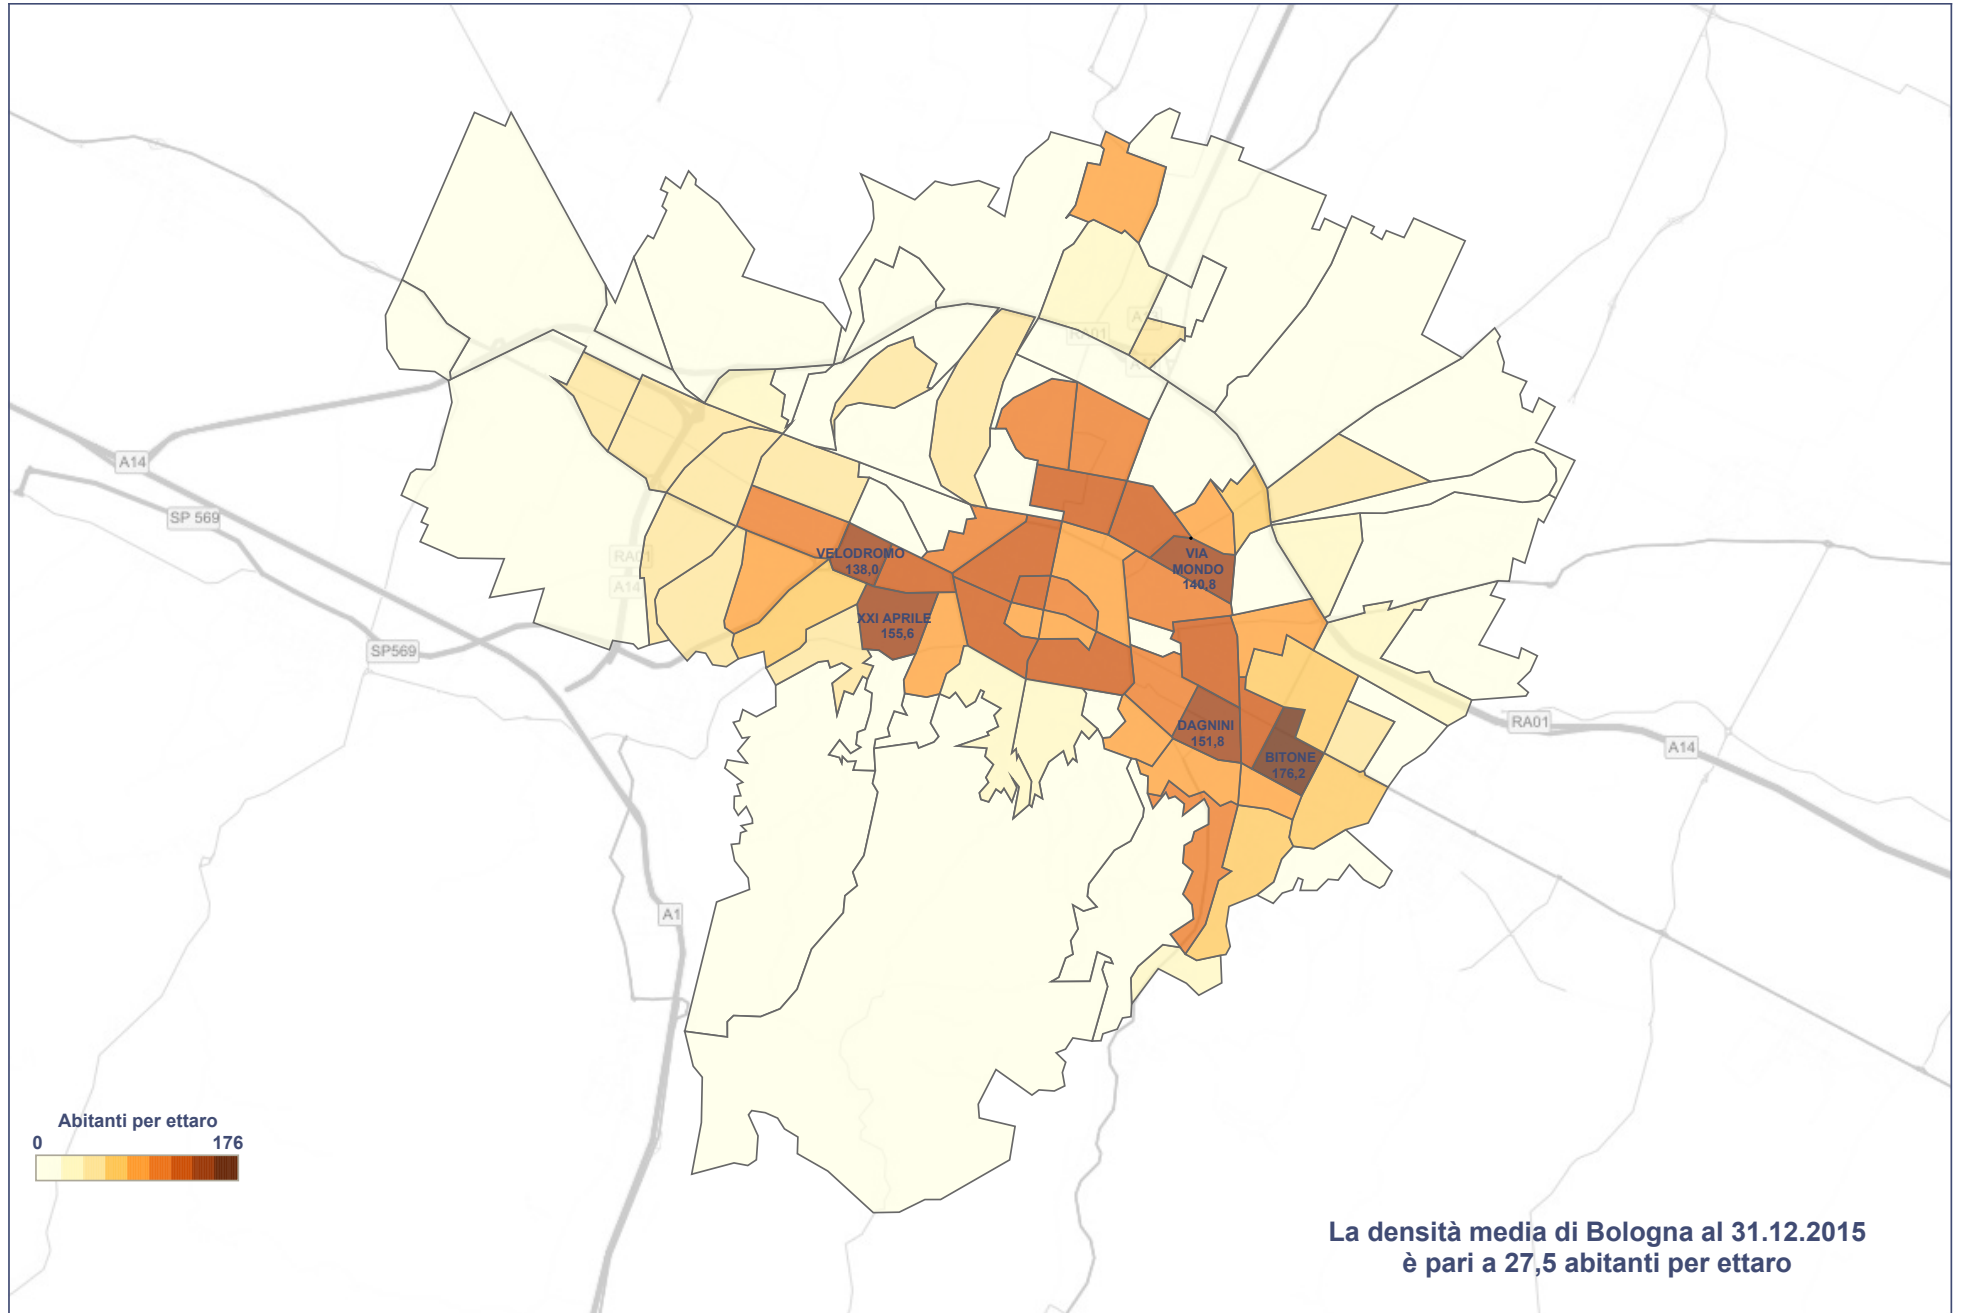 A14
SP 569
SP569
RA01
A14
RA01
VELODROMO
138,0
XXI APRILE
155,6
VIA
MONDO
140,8
DAGNINI
151,8
BITONE
176,2
RA01
A14
A1
Abitanti per ettaro
0 176
La densità media di Bologna al 31.12.2015
è pari a 27,5 abitanti per ettaro